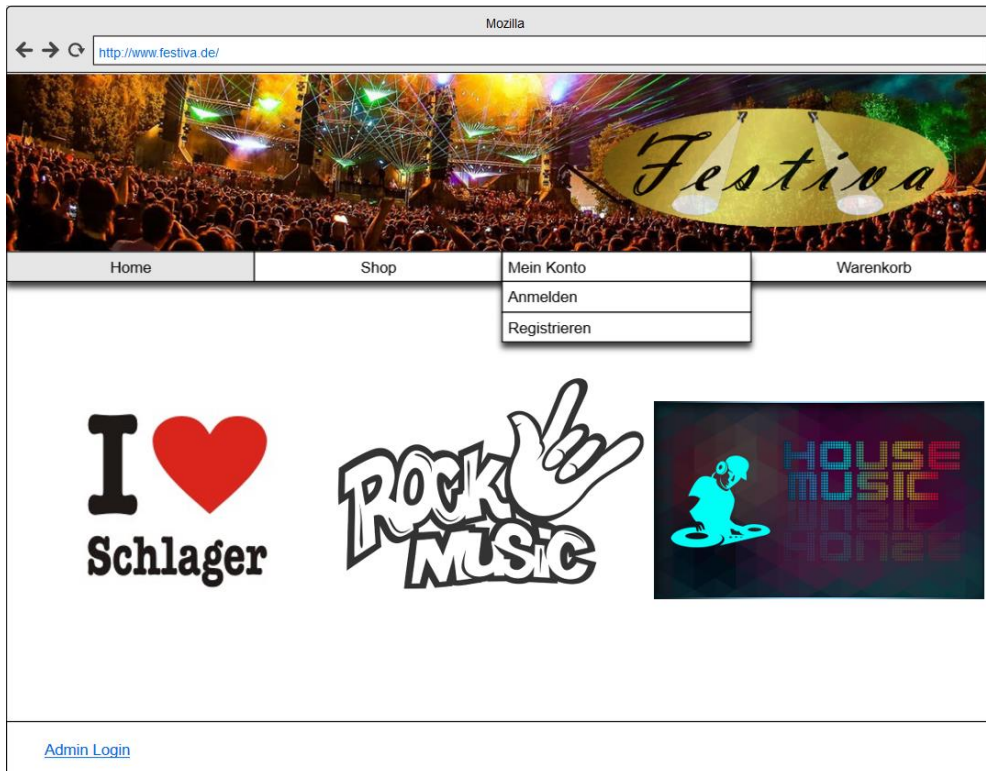 Mozilla
http://www.festiva.de/
Festiva
Home
Shop
Mein Konto
Warenkorb
Anmelden
Registrieren
I
Schlager
ROCK
MUSiC
HOUSE
MUSIC
Admin Login